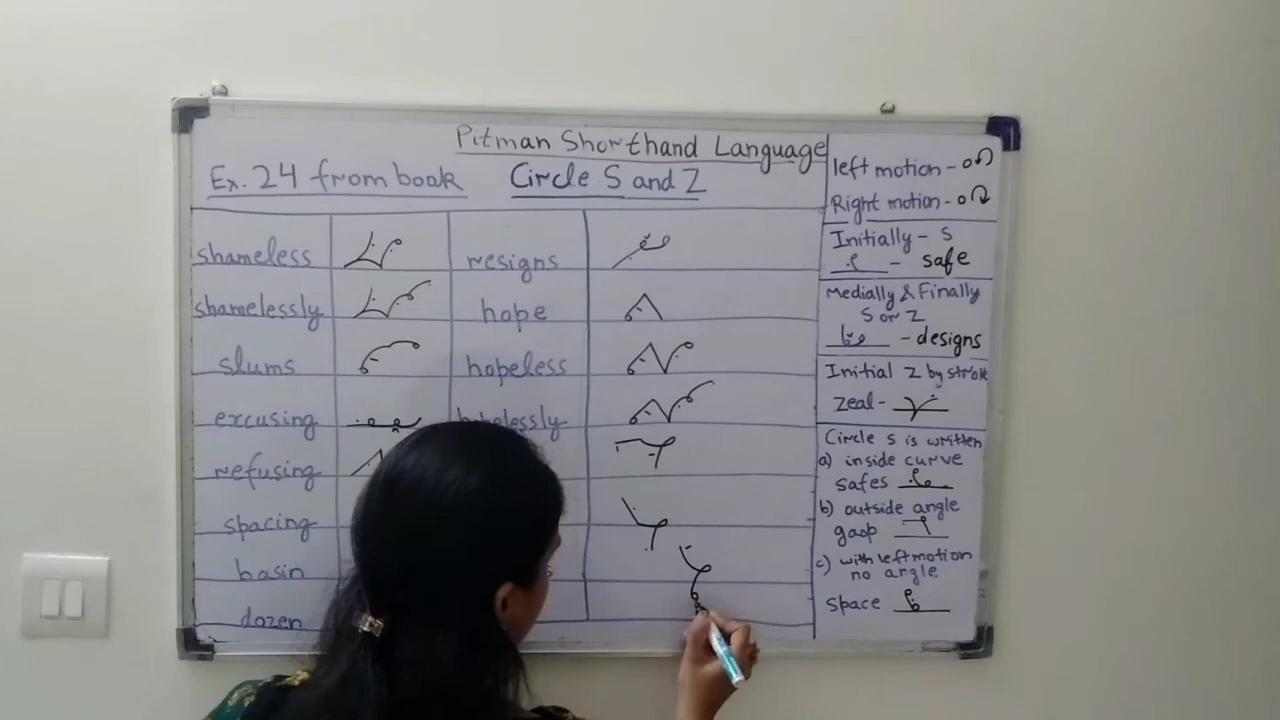 Pitman Shorthand Language
Ex. 24 from book Circle S and Z
shameless resigns
shamelessly hope
slums hopeless
excusing
refusing
spacing
basin
dozen
left motion -
Right motion -
Initially - S
- safe
Medially & Finally
S or Z
- designs
Initial Z by stroke
Zeal -
Circle S is written
a) inside curve
safes
b) outside angle
gasp
c) with left motion
no angle
space